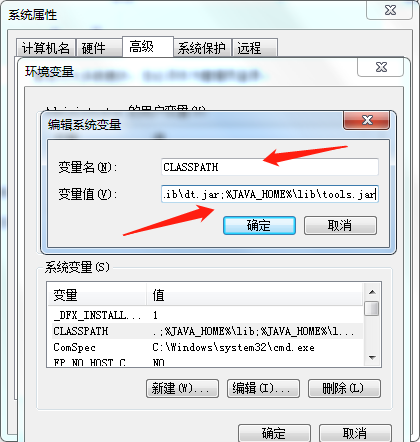 系统属性
计算机名 硬件 高级 系统保护 远程
环境变量
的用户变量(U)
编辑系统变量
变量名(N): CLASSPATH
变量值(V): .ib\dt.jar;%JAVA_HOME%\lib\tools.jar
确定 取消
系统变量(S)
变量 值
_DFX_INSTALL... 1
CLASSPATH .;%JAVA_HOME%\lib;%JAVA_HOME%\l...
ComSpec C:\Windows\system32\cmd.exe
NO
新建(W)... 编辑(I)... 删除(L)
确定 取消